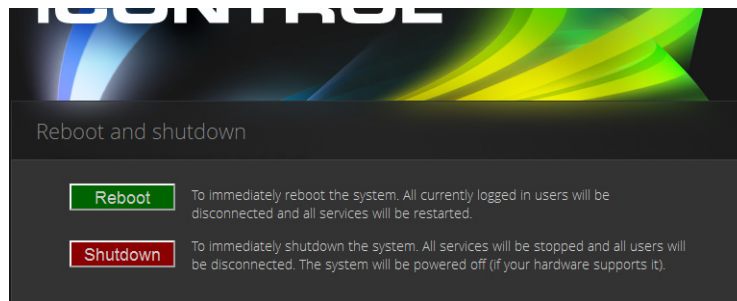 ICONTROL
Reboot and shutdown
Reboot
To immediately reboot the system. All currently logged in users will be
disconnected and all services will be restarted.
Shutdown
To immediately shutdown the system. All services will be stopped and all users will
be disconnected. The system will be powered off (if your hardware supports it).